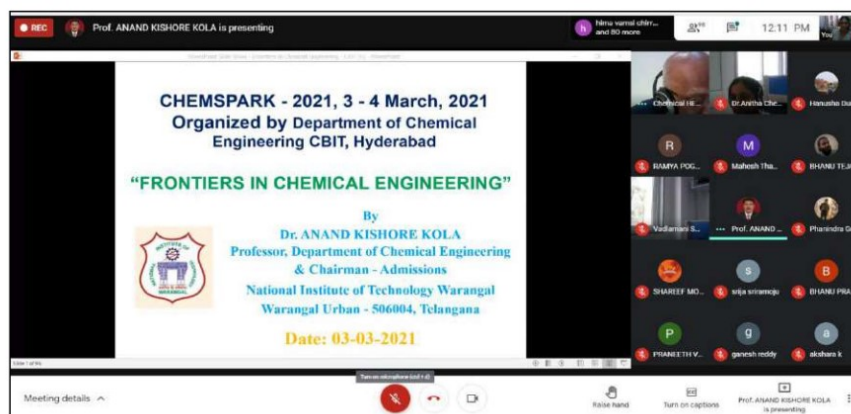 REC
Prof. ANAND KISHORE KOLA is presenting
hima vamsi chirr...
and 80 more
12:11 PM
You
CHEMSPARK - 2021, 3 - 4 March, 2021
Organized by Department of Chemical
Engineering CBIT, Hyderabad
“FRONTIERS IN CHEMICAL ENGINEERING”
By
Dr. ANAND KISHORE KOLA
Professor, Department of Chemical Engineering
& Chairman - Admissions
National Institute of Technology Warangal
Warangal Urban - 506004, Telangana
Date: 03-03-2021
Chemical HE...
Dr.Anitha Che...
Hanusha Du
R
M
RAMYA POG...
Mahesh Tha...
BHANU TEJ
Vadlamani S...
Prof. ANAND ...
Phanindra G
S
B
SHAREEF MO...
srija sriramoju
BHANU PRA
P
g
a
PRANEETH V...
ganesh reddy
akshara k
Meeting details
Raise hand
Turn on captions
Prof. ANAND KISHORE KOLA
is presenting